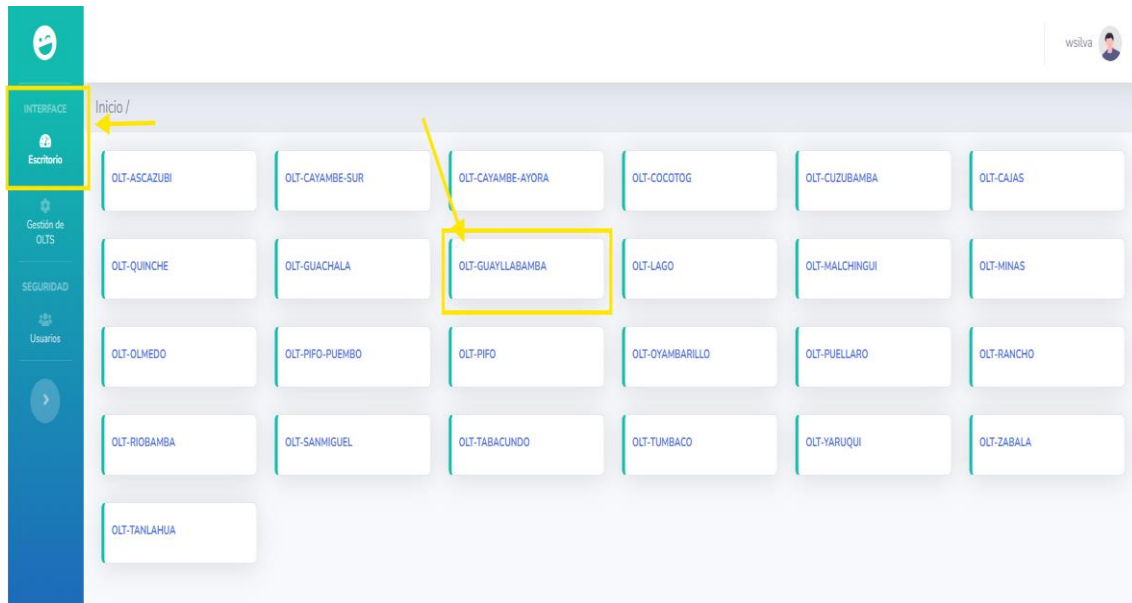 wsilva
INTERFACE
Escritorio
Gestión de
OLTS
SEGURIDAD
Usuarios
Inicio /
OLT-ASCAZUBI
OLT-CAYAMBE-SUR
OLT-CAYAMBE-AYORA
OLT-COCOTOG
OLT-CUZUBAMBA
OLT-CAJAS
OLT-QUINCHE
OLT-GUACHALA
OLT-GUAYLLABAMBA
OLT-LAGO
OLT-MALCHINGUI
OLT-MINAS
OLT-OLMEDO
OLT-PIFO-PUEMBO
OLT-PIFO
OLT-OYAMBARILLO
OLT-PUELLARO
OLT-RANCHO
OLT-RIOBAMBA
OLT-SANMIGUEL
OLT-TABACUNDO
OLT-TUMBACO
OLT-YARUQUI
OLT-ZABALA
OLT-TANLAHUA